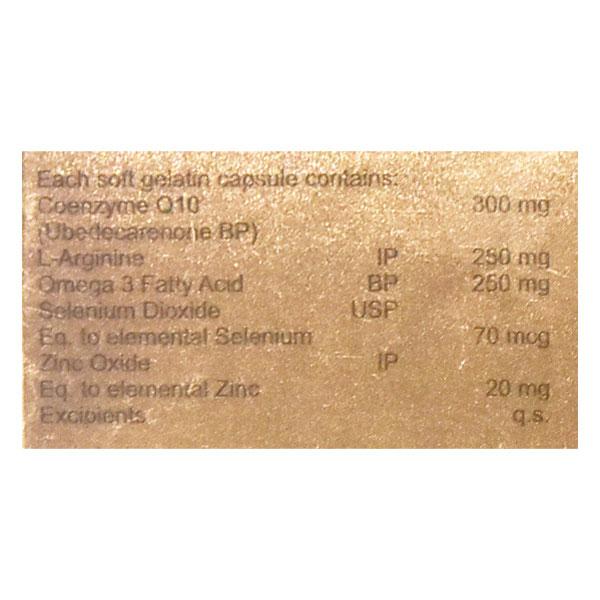 Each soft gelatin capsule contains:
Coenzyme Q10 300 mg
(Ubedecarenone BP)
L-Arginine IP 250 mg
Omega 3 Fatty Acid BP 250 mg
Selenium Dioxide USP
Eq. to elemental Selenium 70 mcg
Zinc Oxide IP
Eq. to elemental Zinc 20 mg
Excipients q.s.